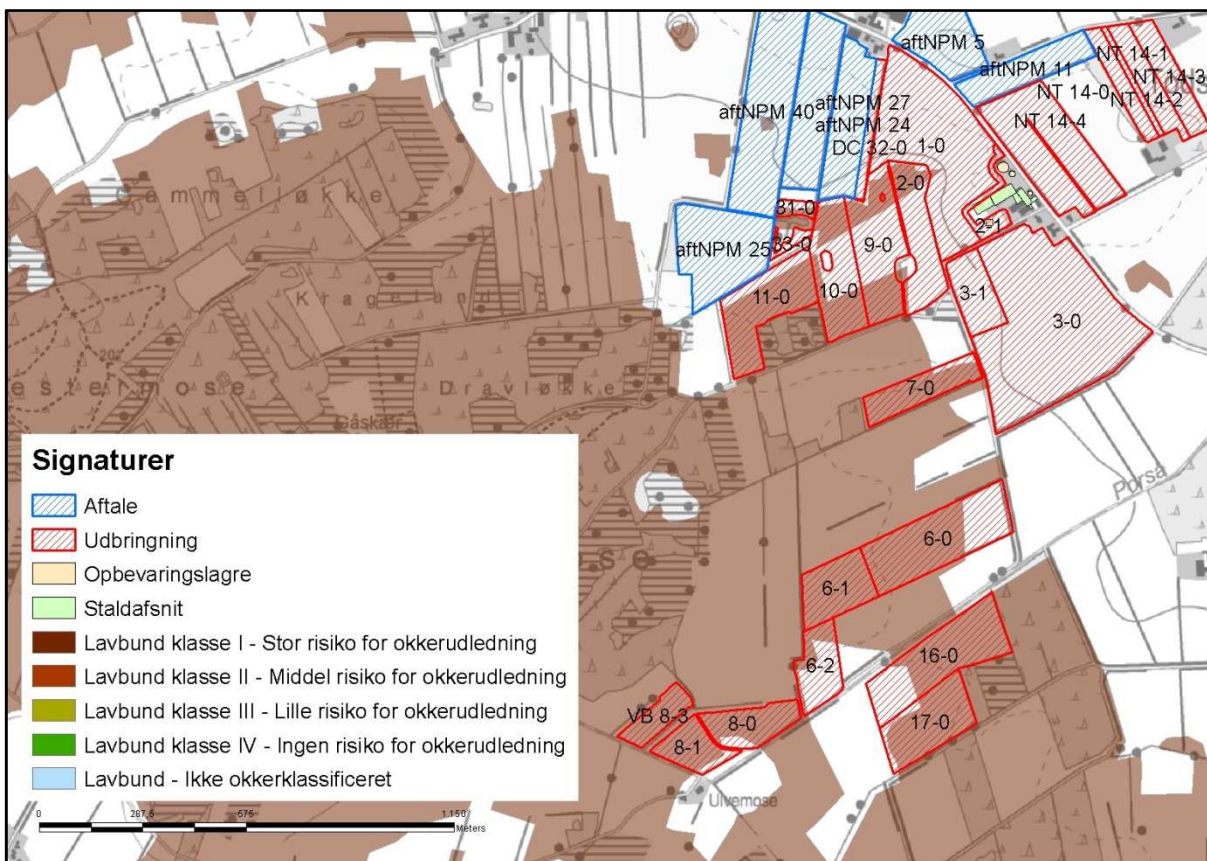 aftNPM 5
NT 14-1
aftNPM 11
NT 14-3
NT 14-0
NT 14-2
aftNPM 40
aftNPM 27
aftNPM 24
NT 14-4
DC 32-0
1-0
2-0
Gammelløkke
31-0
2-1
33-0
9-0
aftNPM 25
Kragelund
11-0
10-0
3-1
3-0
estermose
Dravløkke
7-0
Gåskær
Porsa
Signaturer
Aftale
Udbringning
Opbevaringslagre
Staldafsnit
Lavbund klasse I - Stor risiko for okkerudledning
Lavbund klasse II - Middel risiko for okkerudledning
Lavbund klasse III - Lille risiko for okkerudledning
Lavbund klasse IV - Ingen risiko for okkerudledning
Lavbund - Ikke okkerklassificeret
0 287,5 575 1.150
Meters
6-0
6-1
6-2
16-0
VB 8-3
8-0
17-0
8-1
Ulvemose